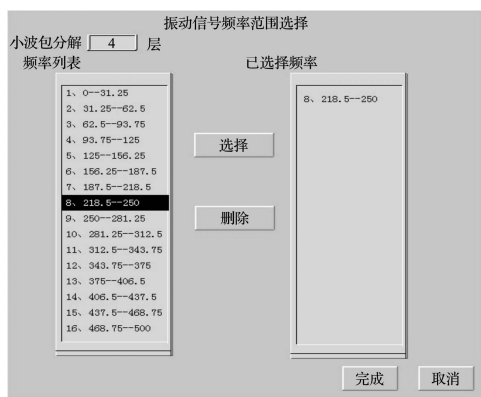 振动信号频率范围选择
小波包分解 4 层
频率列表
已选择频率
1、0--31.25
2、31.25--62.5
3、62.5--93.75
4、93.75--125
5、125--156.25
6、156.25--187.5
7、187.5--218.5
8、218.5--250
9、250--281.25
10、281.25--312.5
11、312.5--343.75
12、343.75--375
13、375--406.5
14、406.5--437.5
15、437.5--468.75
16、468.75--500
选择
删除
8、218.5--250
完成
取消